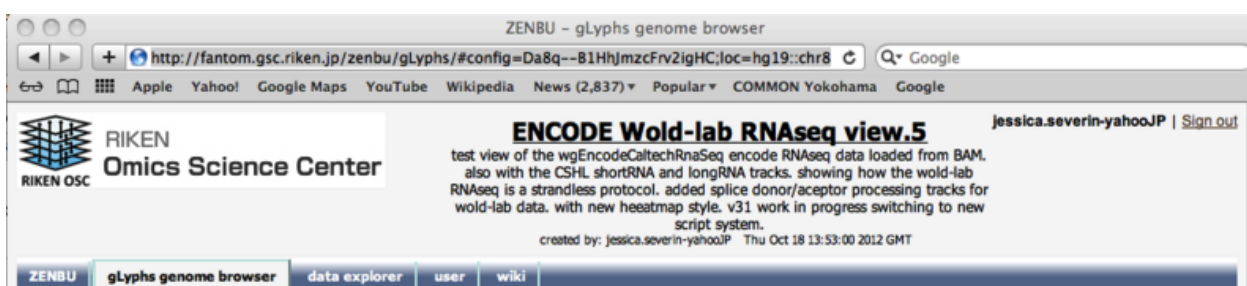 ZENBU - gLyphs genome browser
http://fantom.gsc.riken.jp/zenbu/gLyphs/#config=Da8q--B1HhJmzcFrv2igHC;loc=hg19::chr8
Google
Apple Yahoo! Google Maps YouTube Wikipedia News (2,837) Popular COMMON Yokohama Google
RIKEN OSC
RIKEN
Omics Science Center
ENCODE Wold-lab RNAseq view.5
jessica.severin-yahooJP | Sign out
test view of the wgEncodeCaltechRnaSeq encode RNAseq data loaded from BAM.
also with the CSHL shortRNA and longRNA tracks. showing how the wold-lab
RNAseq is a strandless protocol. added splice donor/aceptor processing tracks for
wold-lab data. with new heeatmap style. v31 work in progress switching to new
script system.
created by: jessica.severin-yahooJP Thu Oct 18 13:53:00 2012 GMT
ZENBU gLyphs genome browser data explorer user wiki